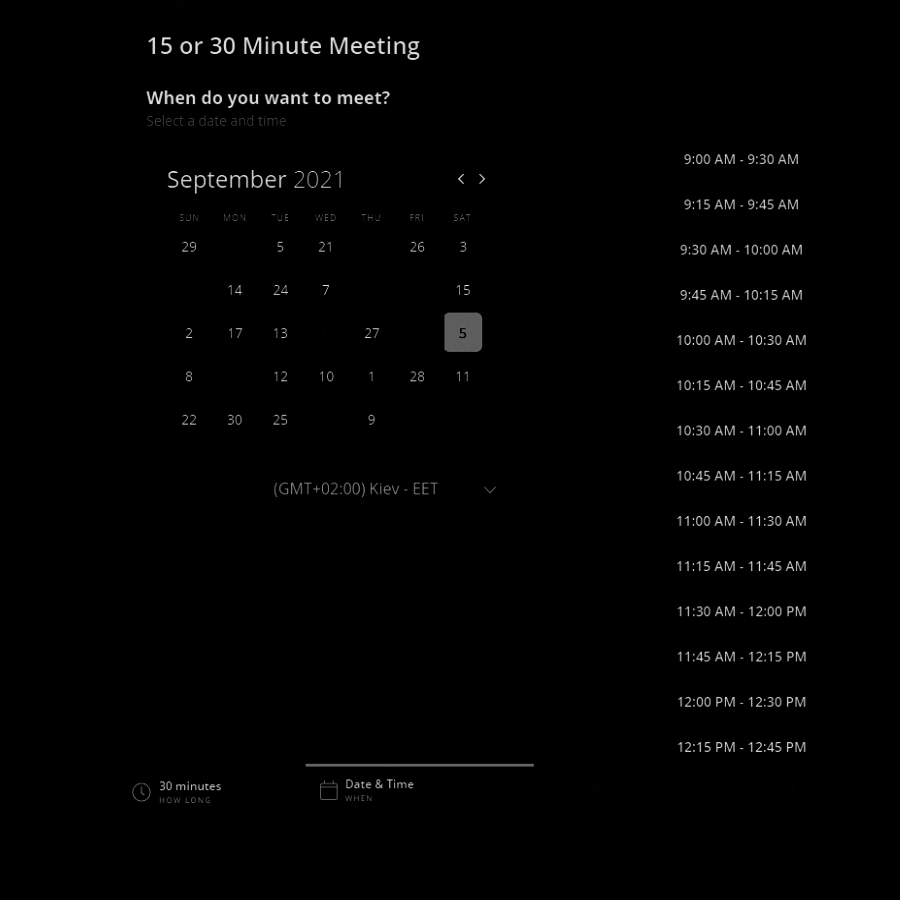 15 or 30 Minute Meeting
When do you want to meet?
Select a date and time
September 2021
SUN MON TUE WED THU FRI SAT
29 5 21 26 3
14 24 7 15
2 17 13 27 5
8 12 10 1 28 11
22 30 25 9
(GMT+02:00) Kiev - EET
9:00 AM - 9:30 AM
9:15 AM - 9:45 AM
9:30 AM - 10:00 AM
9:45 AM - 10:15 AM
10:00 AM - 10:30 AM
10:15 AM - 10:45 AM
10:30 AM - 11:00 AM
10:45 AM - 11:15 AM
11:00 AM - 11:30 AM
11:15 AM - 11:45 AM
11:30 AM - 12:00 PM
11:45 AM - 12:15 PM
12:00 PM - 12:30 PM
12:15 PM - 12:45 PM
30 minutes
HOW LONG
Date & Time
WHEN